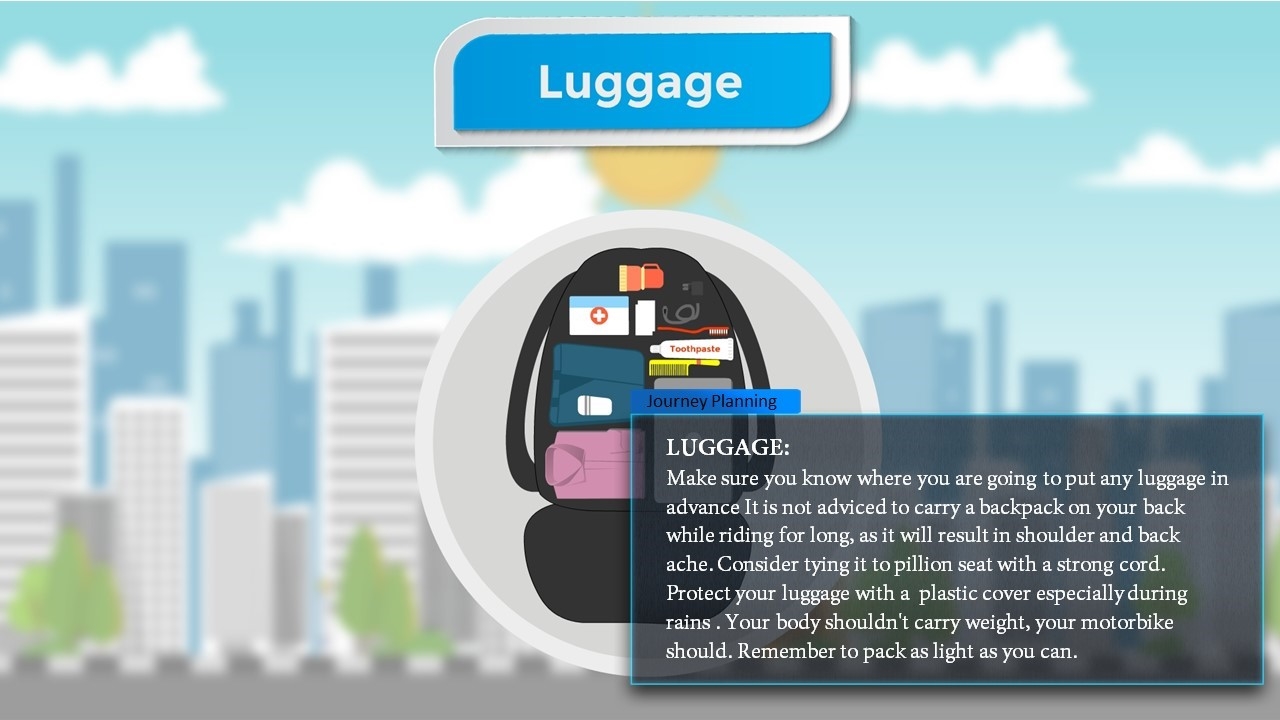 Luggage
Toothpaste
Journey Planning
LUGGAGE:
Make sure you know where you are going to put any luggage in
advance It is not adviced to carry a backpack on your back
while riding for long, as it will result in shoulder and back
ache. Consider tying it to pillion seat with a strong cord.
Protect your luggage with a  plastic cover especially during
rains . Your body shouldn't carry weight, your motorbike
should. Remember to pack as light as you can.